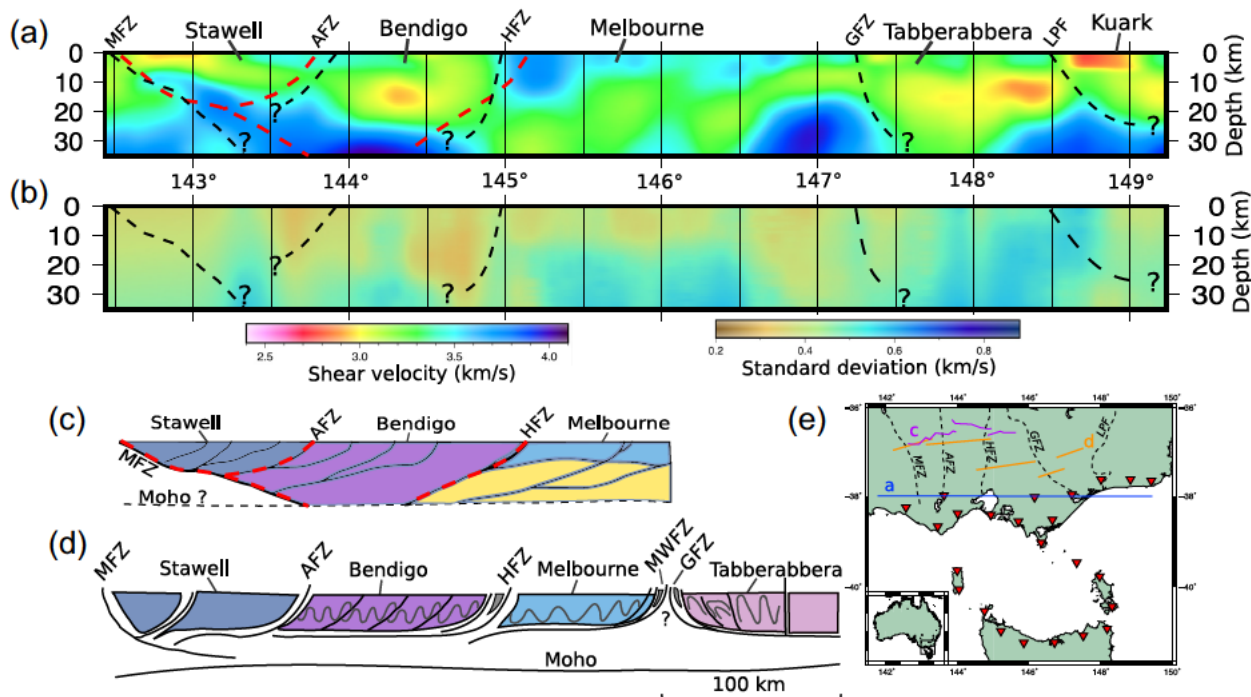 (a)
MFZ
Stawell
AFZ
Bendigo
HFZ
Melbourne
GFZ
Tabberabbera
LPF
Kuark
0
10
20
30
0
10
20
30
Depth (km)
?
?
?
?
?
143° 144° 145° 146° 147° 148° 149°
(b)
0
10
20
30
0
10
20
30
Depth (km)
?
?
?
?
?
2.5 3.0 3.5 4.0
Shear velocity (km/s)
0.2 0.4 0.6 0.8
Standard deviation (km/s)
(c)
Stawell
AFZ
Bendigo
HFZ
Melbourne
MFZ
Moho ?
(d)
MFZ
Stawell
AFZ
Bendigo
HFZ
Melbourne
MWFZ
GFZ
Tabberabbera
?
Moho
100 km
(e)
142° 144° 146° 148° 150°
-36° -36°
c
d
MFZ
AFZ
HFZ
GFZ
LPF
a
-38° -38°
-40° -40°
142° 144° 146° 148° 150°